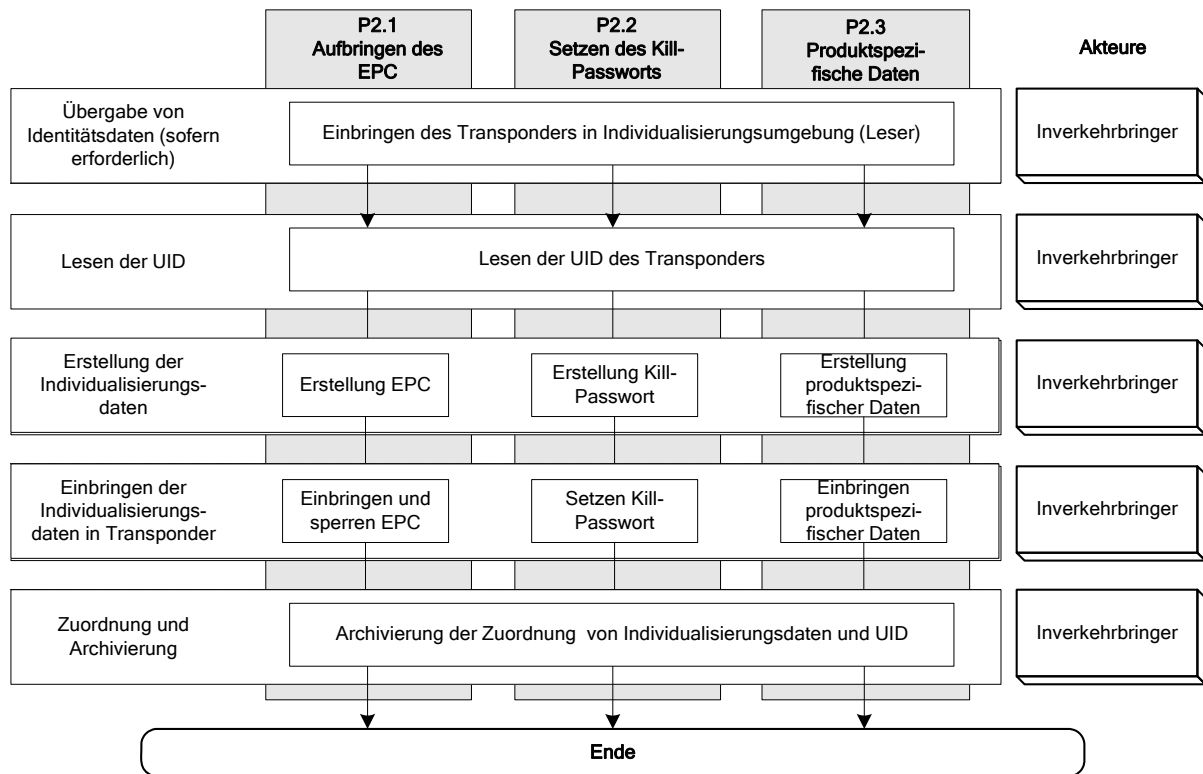 P2.1
Aufbringen des
EPC
P2.2
Setzen des Kill-
Passworts
P2.3
Produktspezi-
fische Daten
Akteure
Übergabe von
Identitätsdaten (sofern
erforderlich)
Einbringen des Transponders in Individualisierungsumgebung (Leser)
Inverkehrbringer
Lesen der UID
Lesen der UID des Transponders
Inverkehrbringer
Erstellung der
Individualisierungs-
daten
Erstellung EPC
Erstellung Kill-
Passwort
Erstellung
produktspezi-
fischer Daten
Inverkehrbringer
Einbringen der
Individualisierungs-
daten in Transponder
Einbringen und
sperren EPC
Setzen Kill-
Passwort
Einbringen
produktspezi-
fischer Daten
Inverkehrbringer
Zuordnung und
Archivierung
Archivierung der Zuordnung von Individualisierungsdaten und UID
Inverkehrbringer
Ende